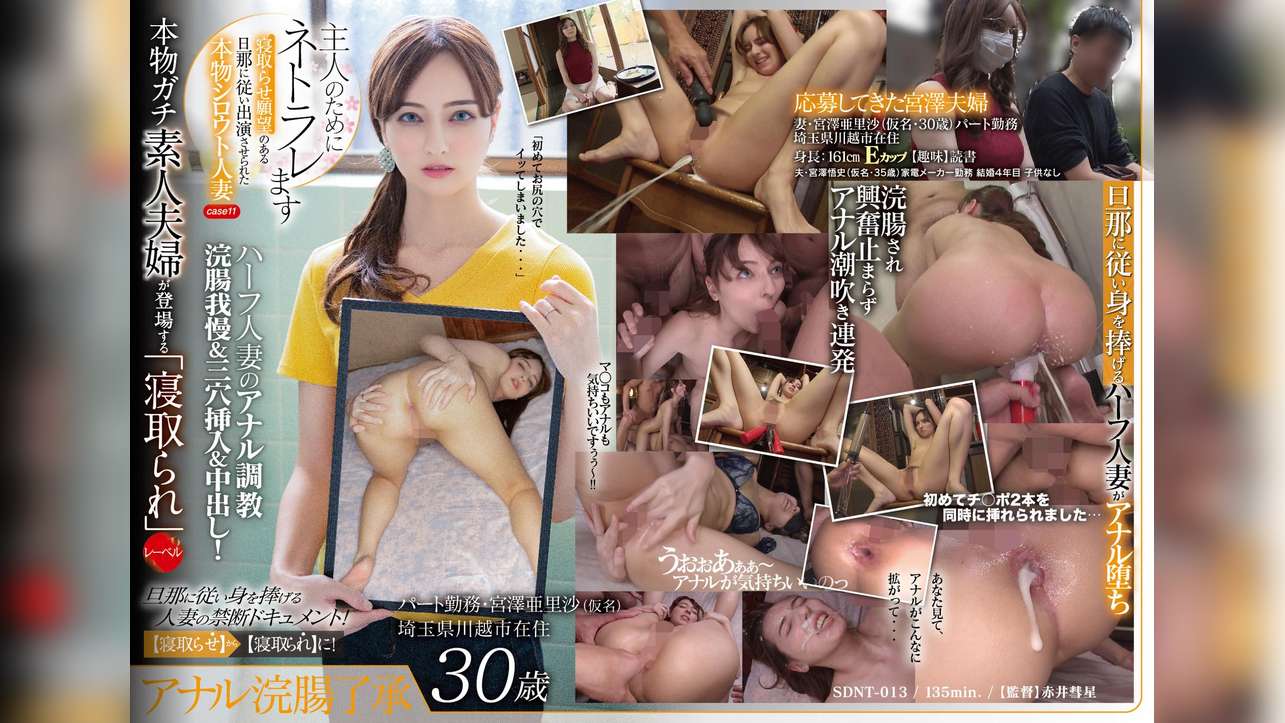 主人のために
ネトラレます
寝取らせ願望のある
旦那に従い出演させられた
本物シロウト人妻
case11
本物ガチ素人夫婦が登場する「寝取られ」
レーベル
ハーフ人妻のアナル調教
浣腸我慢&三穴挿入&中出し!
「初めてお尻の穴で
イッてしまいました・・・」
旦那に従い身を捧げる
人妻の禁断ドキュメント!
【寝取らせ】から【寝取られ】に!
アナル浣腸了承
パート勤務・宮澤亜里沙(仮名)
埼玉県川越市在住
30歳
応募してきた宮澤夫婦
妻・宮澤亜里沙(仮名・30歳)パート勤務
埼玉県川越市在住
身長:161㎝ Eカップ【趣味】読書
夫・宮澤悟史(仮名・35歳)家電メーカー勤務 結婚4年目 子供なし
旦那に従い身を捧げるハーフ人妻がアナル堕ち
浣腸され
興奮止まらず
アナル潮吹き連発
マ〇コもアナルも
気持ちいいですぅぅ~!!
初めてチ〇ポ2本を
同時に挿れられました…
うぉおあぁぁ~
アナルが気持ちいいのっ
あなた見て、
アナルがこんなに
拡がって・・・
SDNT-013 / 135min. /【監督】赤井彗星